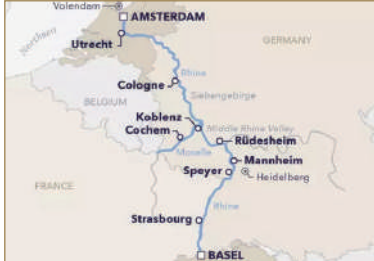 Volendam
AMSTERDAM
Northsea
Utrecht
GERMANY
Rhine
Cologne
Siebengebirge
BELGIUM
Koblenz
Middle Rhine Valley
Cochem
Rüdesheim
Moselle
Mannheim
Speyer
Heidelberg
FRANCE
Strasbourg
Rhine
BASEL